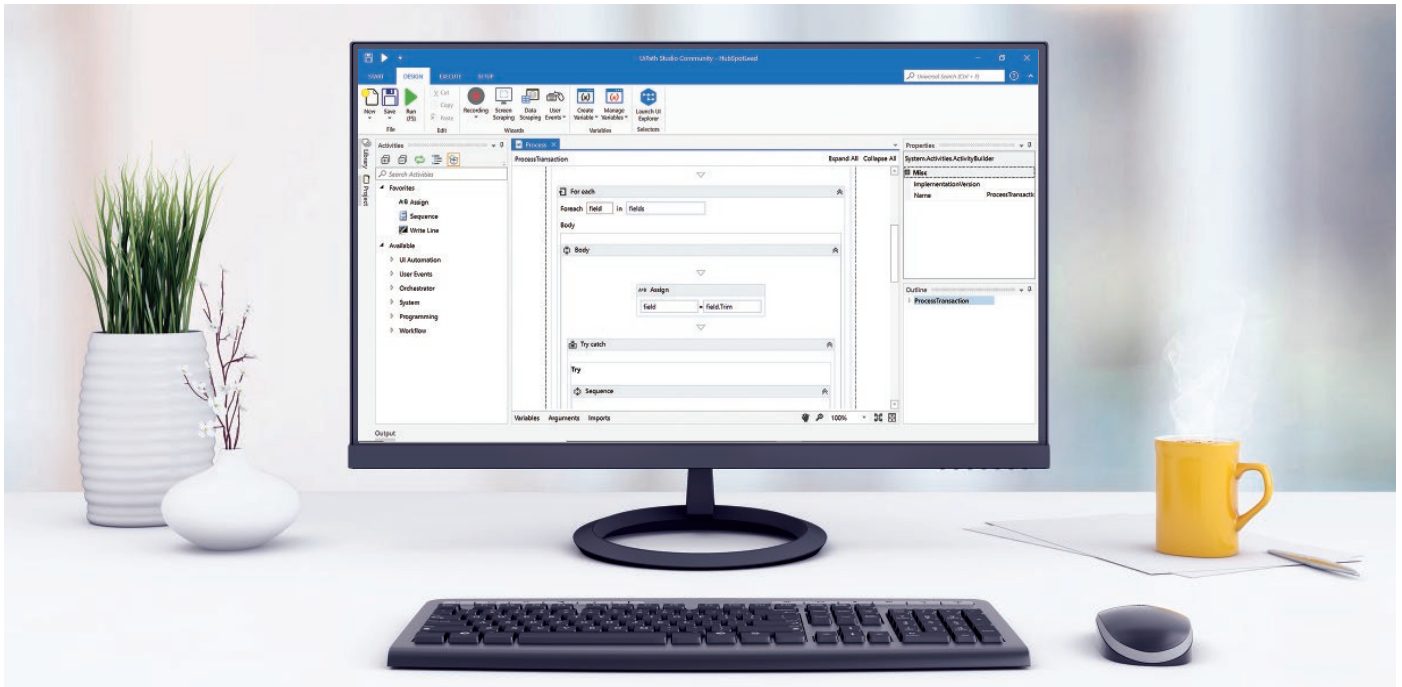 UiPath Studio Community - HubSpotLead
START DESIGN EXECUTE SETUP
Universal Search (Ctrl + F)
New Save Run (F5)
Cut
Copy
Paste
Recording Screen Scraping Data Scraping User Events
Create Variable Manage Variables Launch UI Explorer
File Edit Wizards Variables Selectors
Library
Project
Activities
Search Activities
Favorites
A+B Assign
Sequence
Write Line
Available
UI Automation
User Events
Orchestrator
System
Programming
Workflow
Process
ProcessTransaction Expand All Collapse All
For each
Foreach field in fields
Body
Body
A+B Assign
field = field.Trim
Try catch
Try
Sequence
Variables Arguments Imports 100%
Properties
System.Activities.ActivityBuilder
Misc
ImplementationVersion
Name ProcessTransactic
Outline
ProcessTransaction
Output